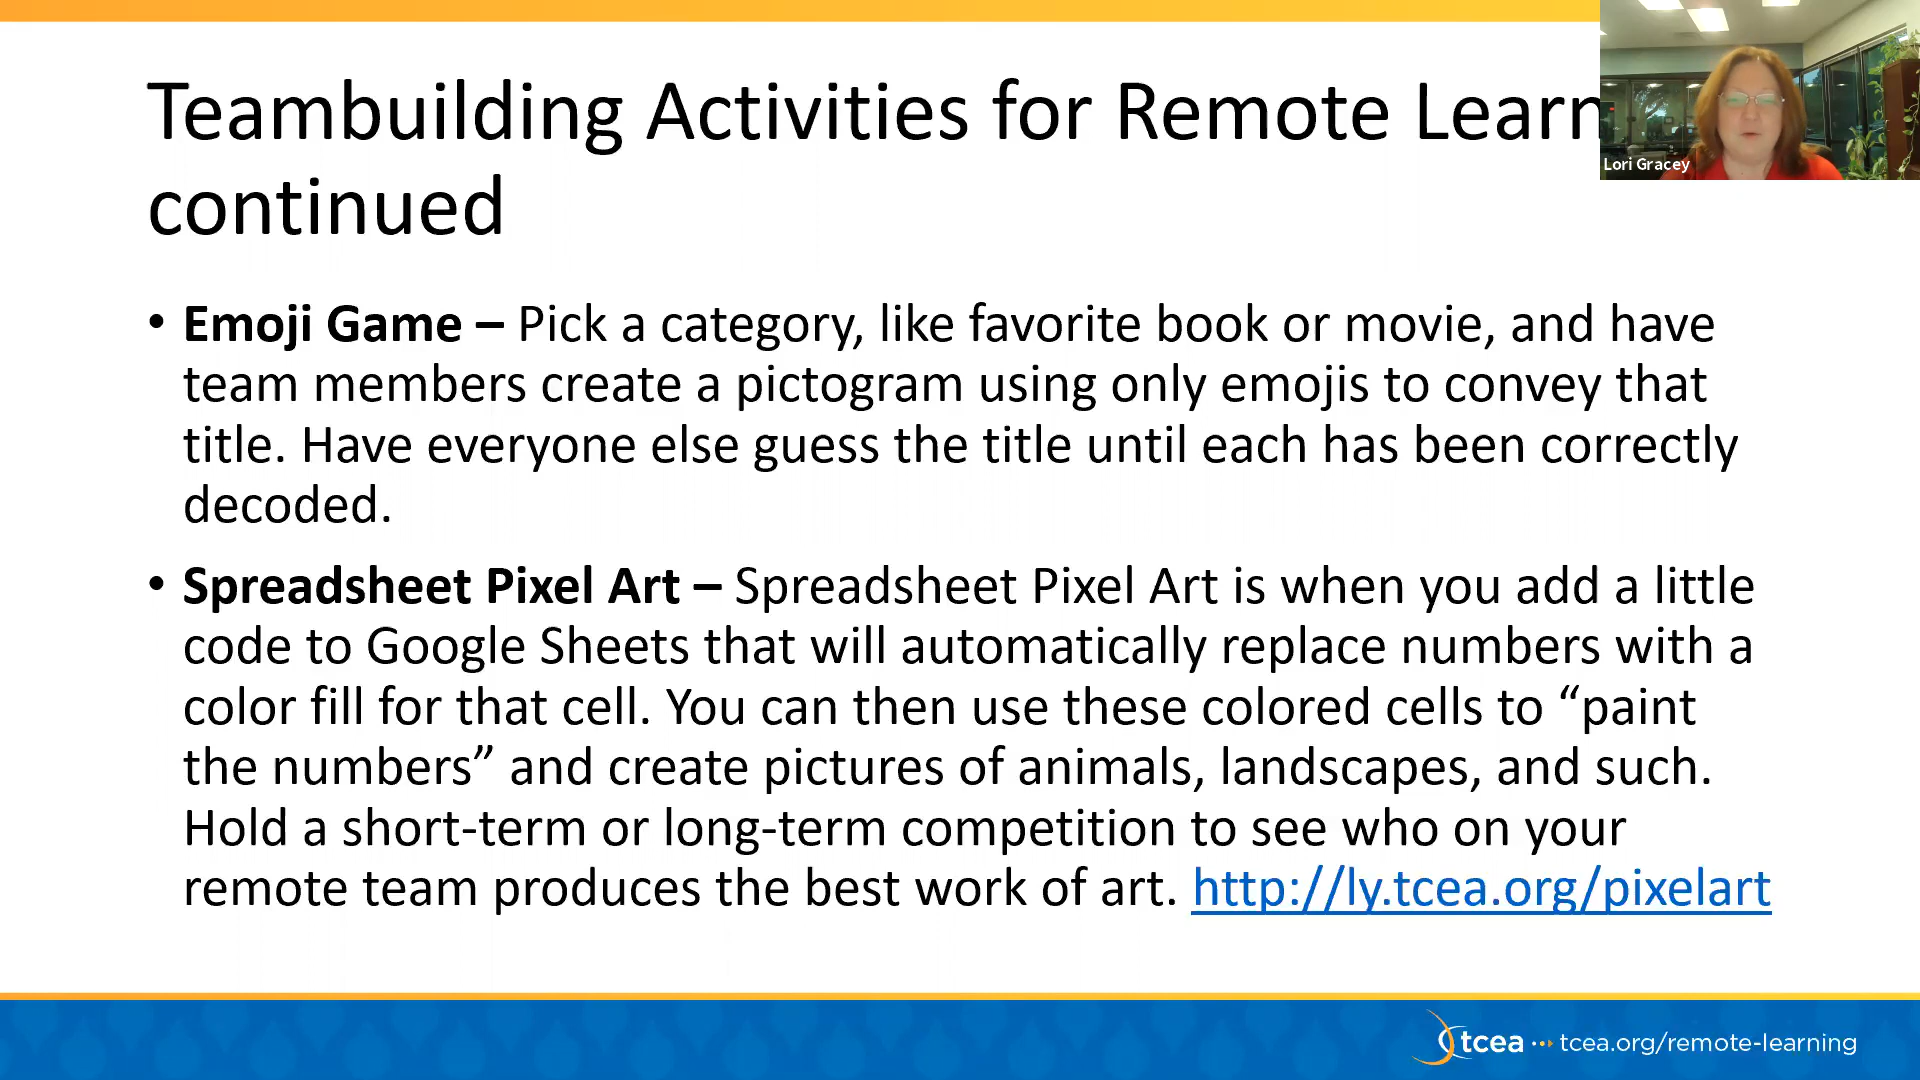 Teambuilding Activities for Remote Learn
continued
Lori Gracey
• Emoji Game – Pick a category, like favorite book or movie, and have
team members create a pictogram using only emojis to convey that
title. Have everyone else guess the title until each has been correctly
decoded.
• Spreadsheet Pixel Art – Spreadsheet Pixel Art is when you add a little
code to Google Sheets that will automatically replace numbers with a
color fill for that cell. You can then use these colored cells to “paint
the numbers” and create pictures of animals, landscapes, and such.
Hold a short-term or long-term competition to see who on your
remote team produces the best work of art. http://ly.tcea.org/pixelart
tcea tcea.org/remote-learning